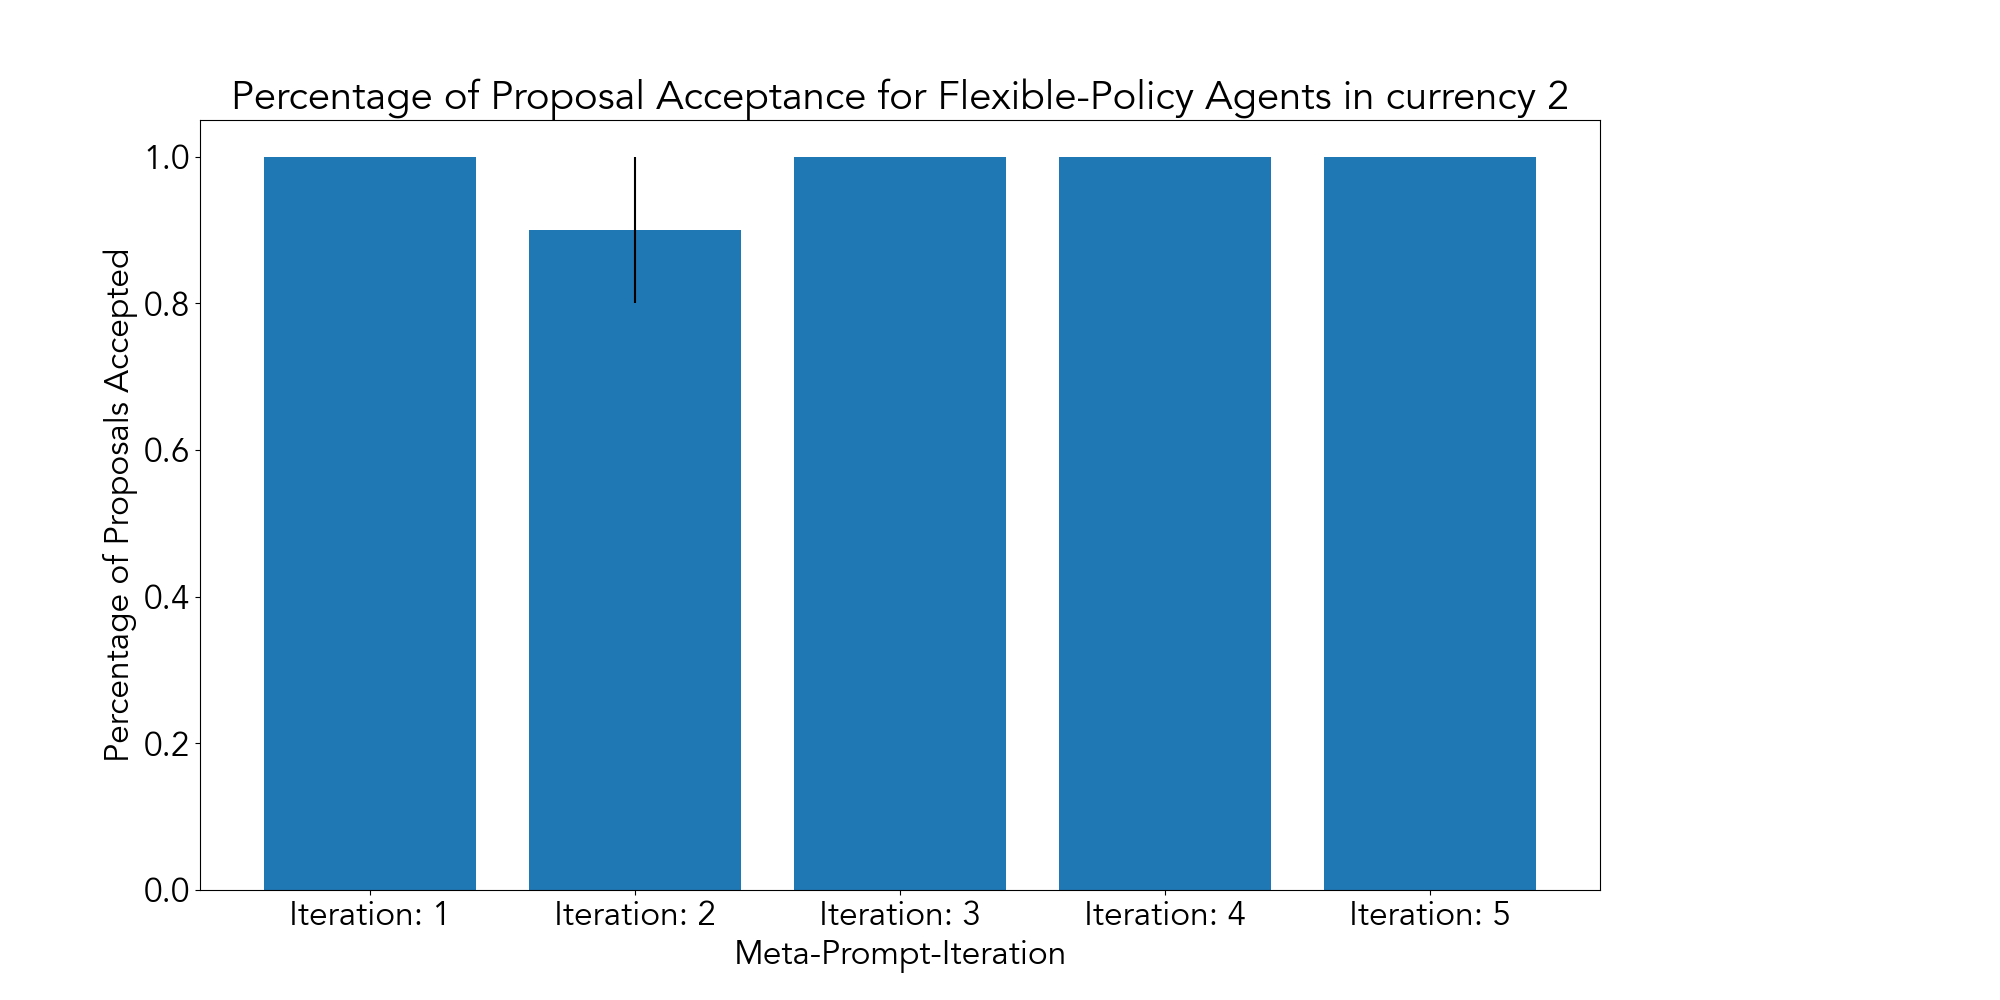 Percentage of Proposal Acceptance for Flexible-Policy Agents in currency 2
Percentage of Proposals Accepted
1.0
0.8
0.6
0.4
0.2
0.0
Iteration: 1
Iteration: 2
Iteration: 3
Iteration: 4
Iteration: 5
Meta-Prompt-Iteration